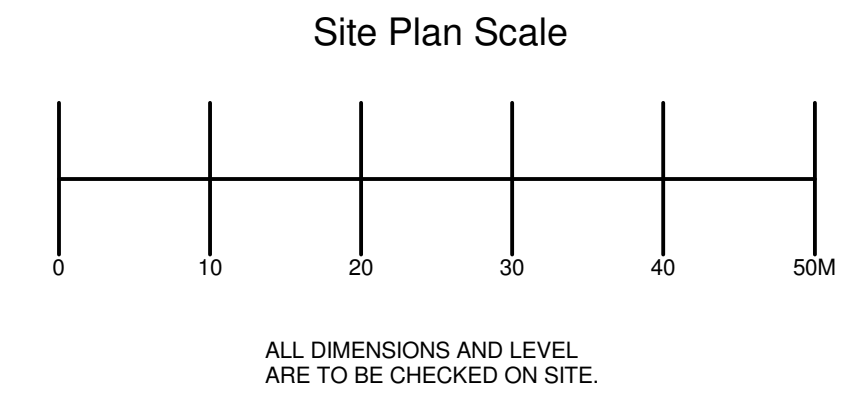 Site Plan Scale
0 10 20 30 40 50M
ALL DIMENSIONS AND LEVEL
ARE TO BE CHECKED ON SITE.